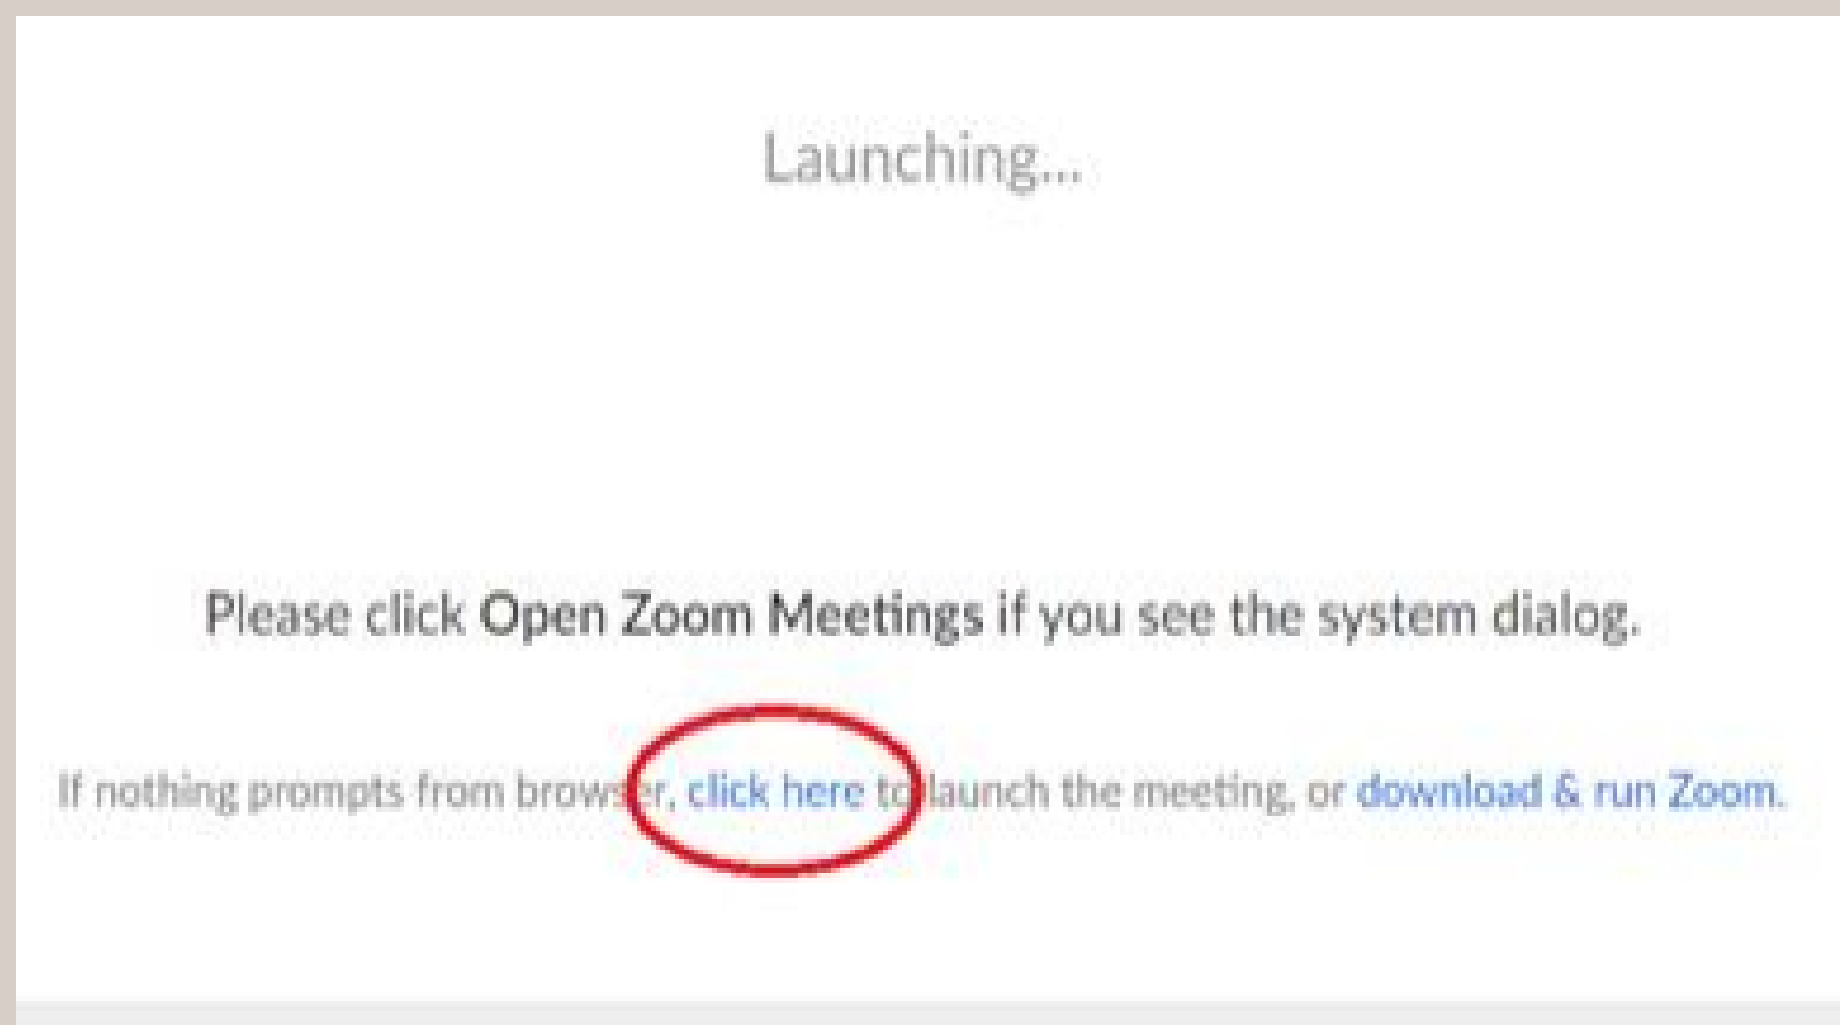 Launching...
Please click Open Zoom Meetings if you see the system dialog.
If nothing prompts from browser, click here to launch the meeting, or download & run Zoom.